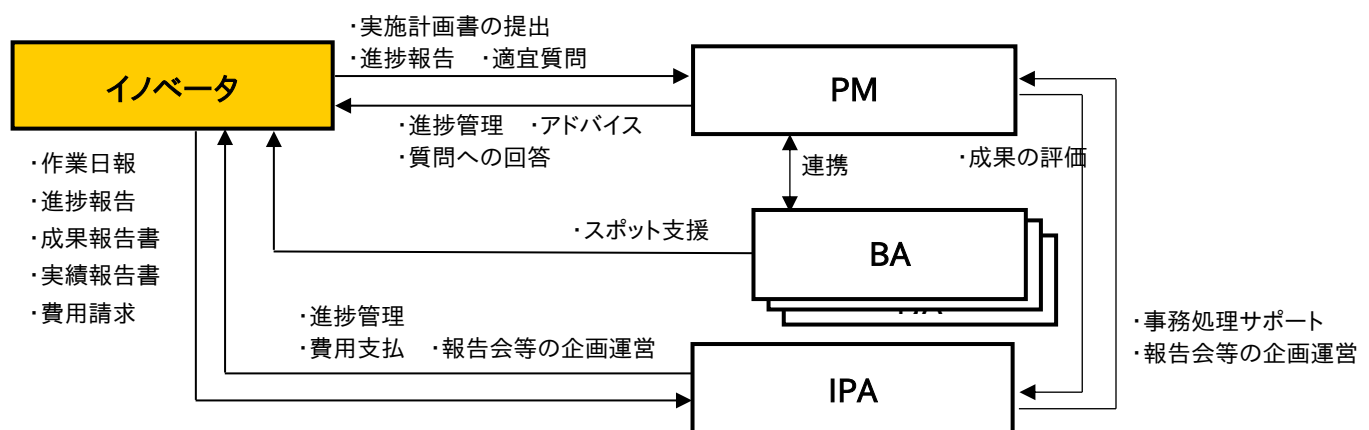 ・実施計画書の提出
・進捗報告　・適宜質問
イノベータ
PM
・進捗管理　・アドバイス
・質問への回答
連携
・成果の評価
・作業日報
・進捗報告
・成果報告書
・実績報告書
・費用請求
・スポット支援
BA
・進捗管理
・費用支払　・報告会等の企画運営
・事務処理サポート
・報告会等の企画運営
IPA